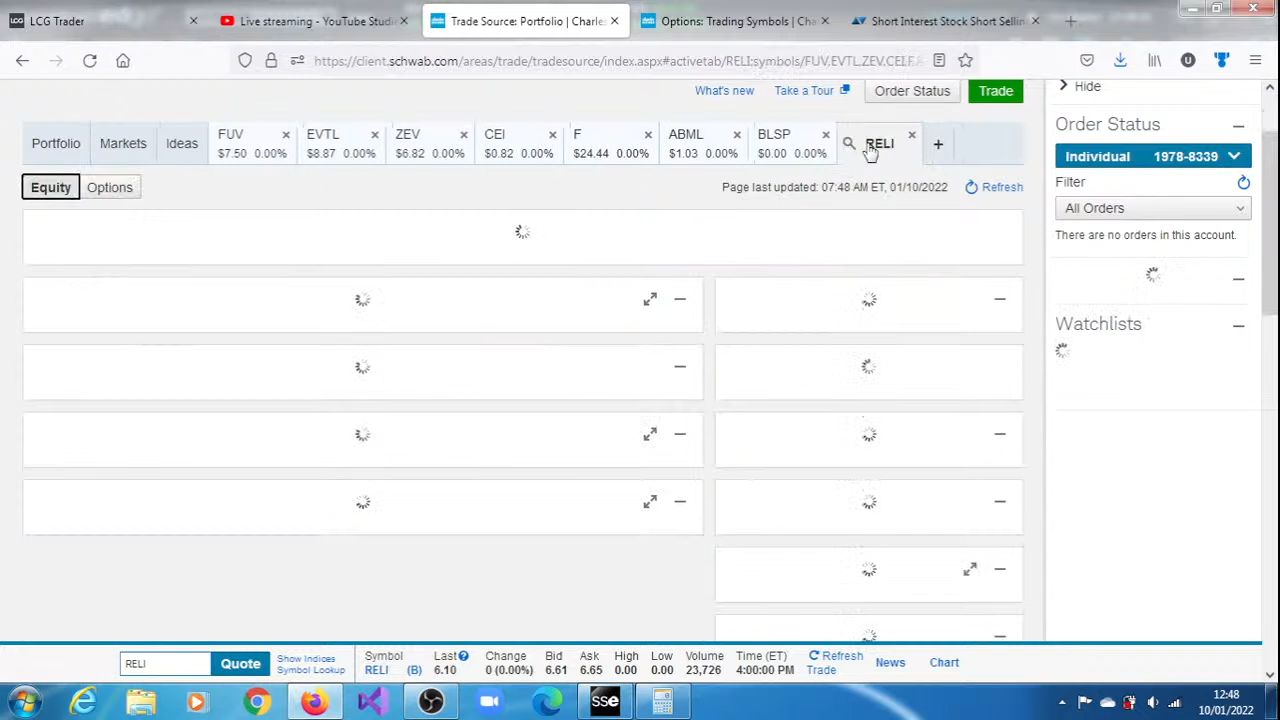 LCG Trader
Live streaming - YouTube Studio
Trade Source: Portfolio | Charles
Options: Trading Symbols | Cha
Short Interest Stock Short Sellin
https://client.schwab.com/areas/trade/tradesource/index.aspx#activetab/RELI:symbols/FUV,EVTL,ZEV,CEI,F,A
What's new
Take a Tour
Order Status
Trade
Hide
Portfolio
Markets
Ideas
FUV
$7.50 0.00%
EVTL
$8.87 0.00%
ZEV
$6.82 0.00%
CEI
$0.82 0.00%
F
$24.44 0.00%
ABML
$1.03 0.00%
BLSP
$0.00 0.00%
RELI
Equity
Options
Page last updated: 07:48 AM ET, 01/10/2022
Refresh
Order Status
Individual 1978-8339
Filter
All Orders
There are no orders in this account.
Watchlists
RELI
Quote
Show Indices
Symbol Lookup
Symbol Last Change Bid Ask High Low Volume Time (ET)
RELI (B) 6.10 0 (0.00%) 6.61 6.65 0.00 0.00 23,726 4:00:00 PM
Refresh
Trade
News
Chart
SSE
12:48
10/01/2022